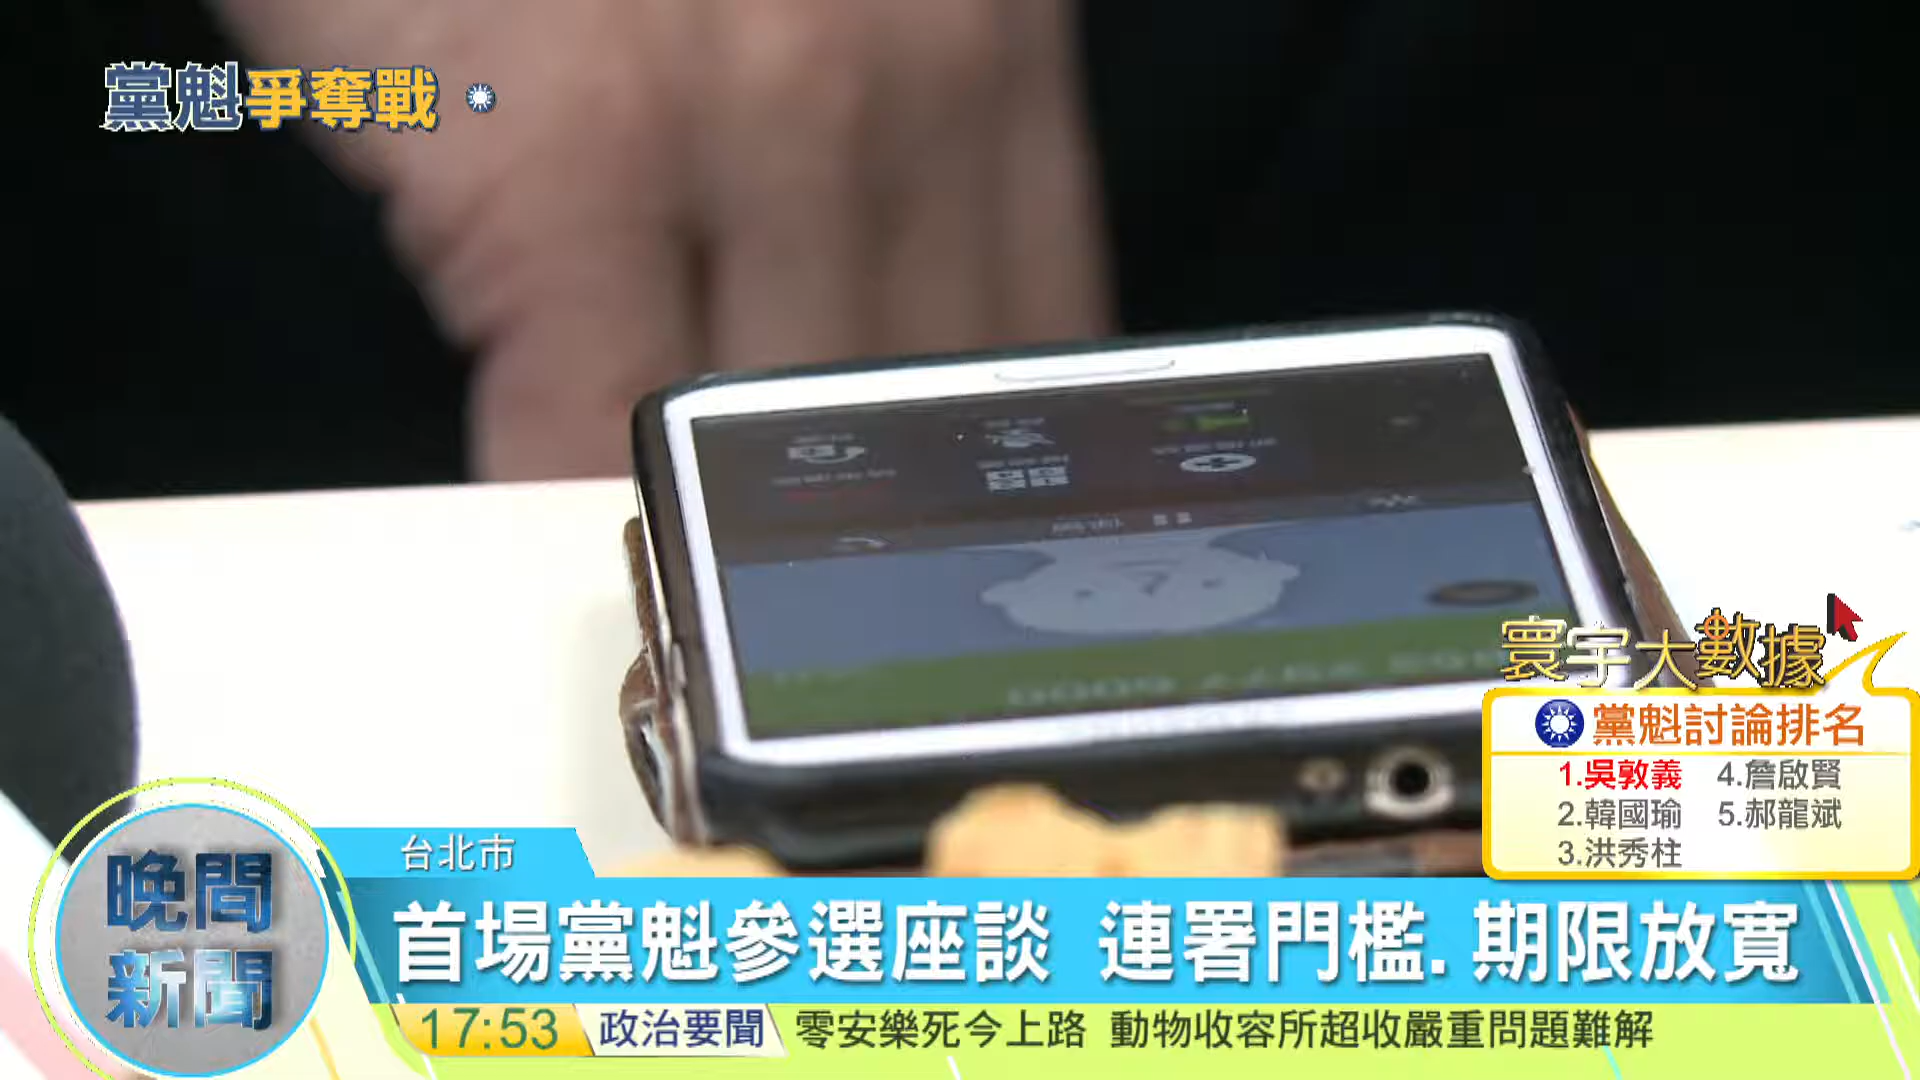 黨魁爭奪戰
寰宇大數據
黨魁討論排名
1.吳敦義 4.詹啟賢
2.韓國瑜 5.郝龍斌
3.洪秀柱
台北市
晚間
新聞
首場黨魁參選座談 連署門檻.期限放寬
17:53 政治要聞 零安樂死今上路 動物收容所超收嚴重問題難解